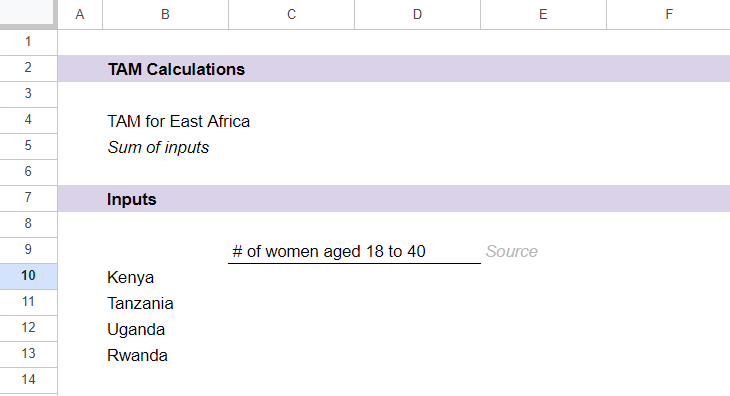 A B C D E F
1
2 TAM Calculations
3
4 TAM for East Africa
5 Sum of inputs
6
7 Inputs
8
9 # of women aged 18 to 40 Source
10 Kenya
11 Tanzania
12 Uganda
13 Rwanda
14